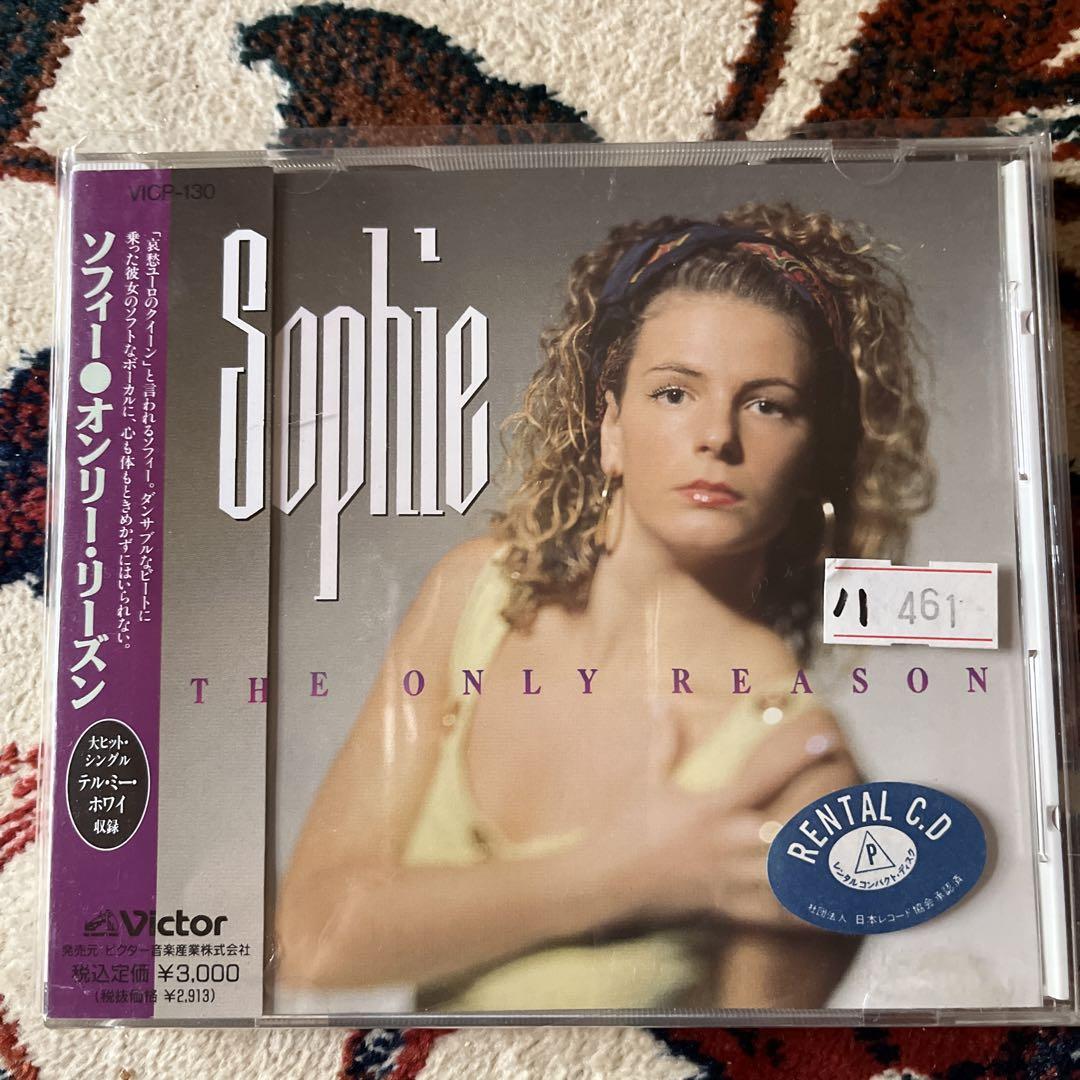 VICP-130
「哀愁ユーロのクイーン」と言われるソフィー。ダンサブルなビートに
乗った彼女のソフトなボーカルに、心も体もときめかずにはいられない。
ソフィー●オンリー・リーズン
大ヒット・
シングル
テル・ミー・
ホワイ
収録
Victor
発売元 ビクター音楽産業株式会社
税込定価 ¥3,000
(税抜価格 ¥2,913)
Sophie
THE ONLY REASON
ハ 461
RENTAL C.D
P
レンタルコンパクト・ディスク
社団法人 日本レコード協会承認済